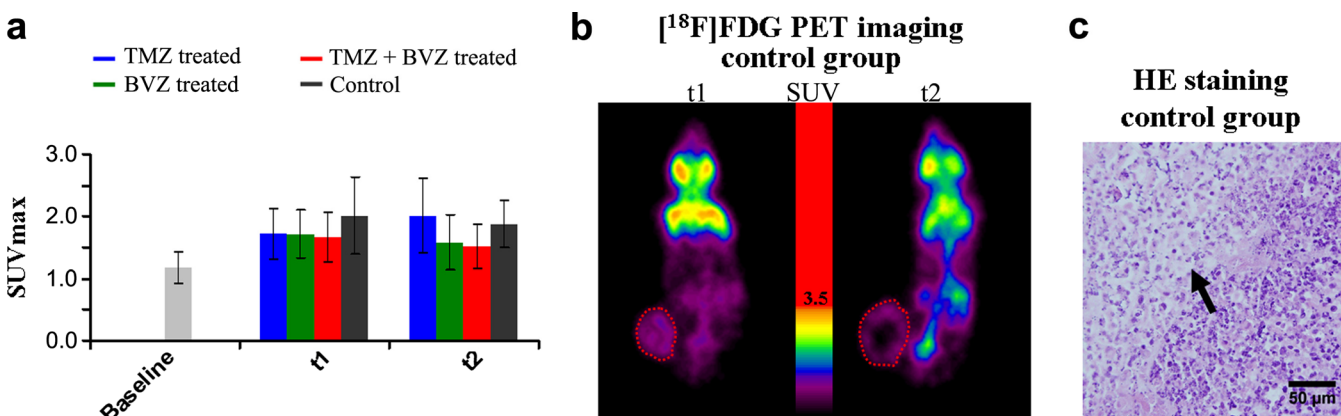 a
TMZ treated
TMZ + BVZ treated
BVZ treated
Control
SUVmax
3.0
2.0
1.0
0.0
Baseline
t1
t2
b
[¹⁸F]FDG PET imaging
control group
t1
SUV
t2
3.5
c
HE staining
control group
50 µm